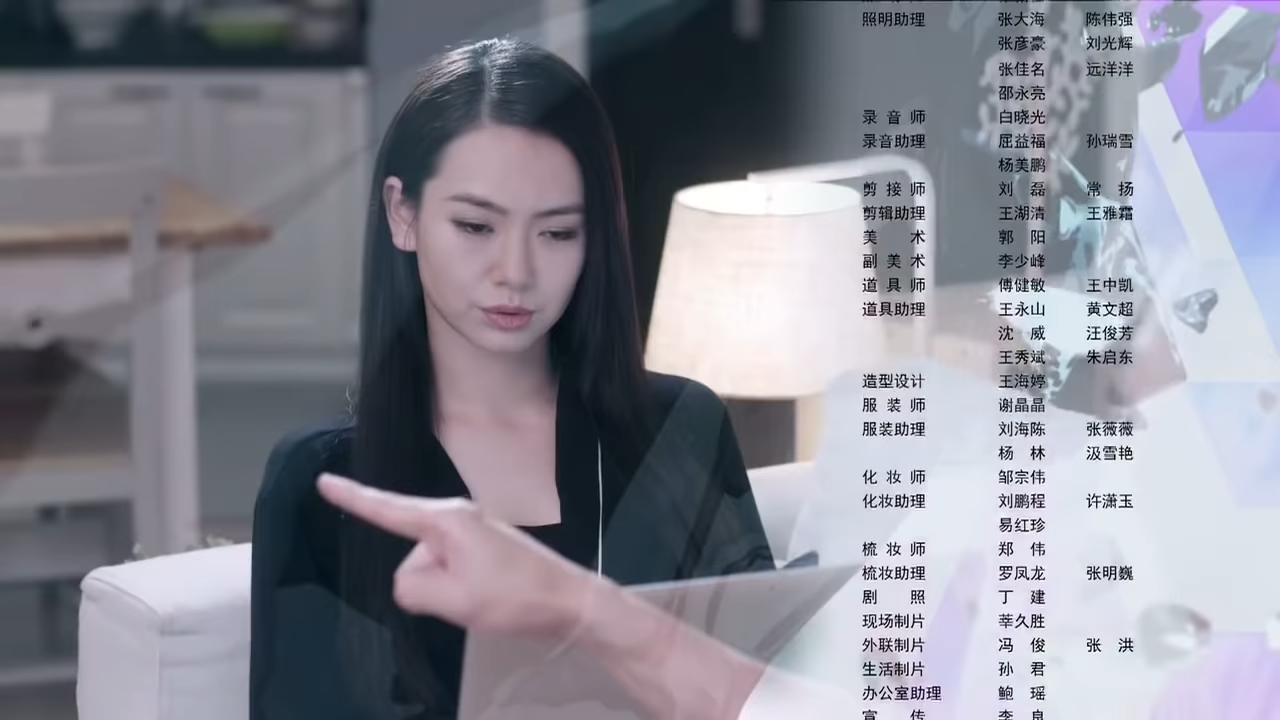 照明助理 张大海 陈伟强
张彦豪 刘光辉
张佳名 远洋洋
邵永亮
录音师 白晓光
录音助理 屈益福 孙瑞雪
杨美鹏
剪接师 刘磊 常扬
剪辑助理 王湖清 王雅霜
美术 郭阳
副美术 李少峰
道具师 傅健敏 王中凯
道具助理 王永山 黄文超
沈威 汪俊芳
王秀斌 朱启东
造型设计 王海婷
服装师 谢晶晶
服装助理 刘海陈 张薇薇
杨林 汲雪艳
化妆师 邹宗伟
化妆助理 刘鹏程 许潇玉
易红珍
梳妆师 郑伟
梳妆助理 罗凤龙 张明巍
剧照 丁建
现场制片 莘久胜
外联制片 冯俊 张洪
生活制片 孙君
办公室助理 鲍瑶
宣传 李良